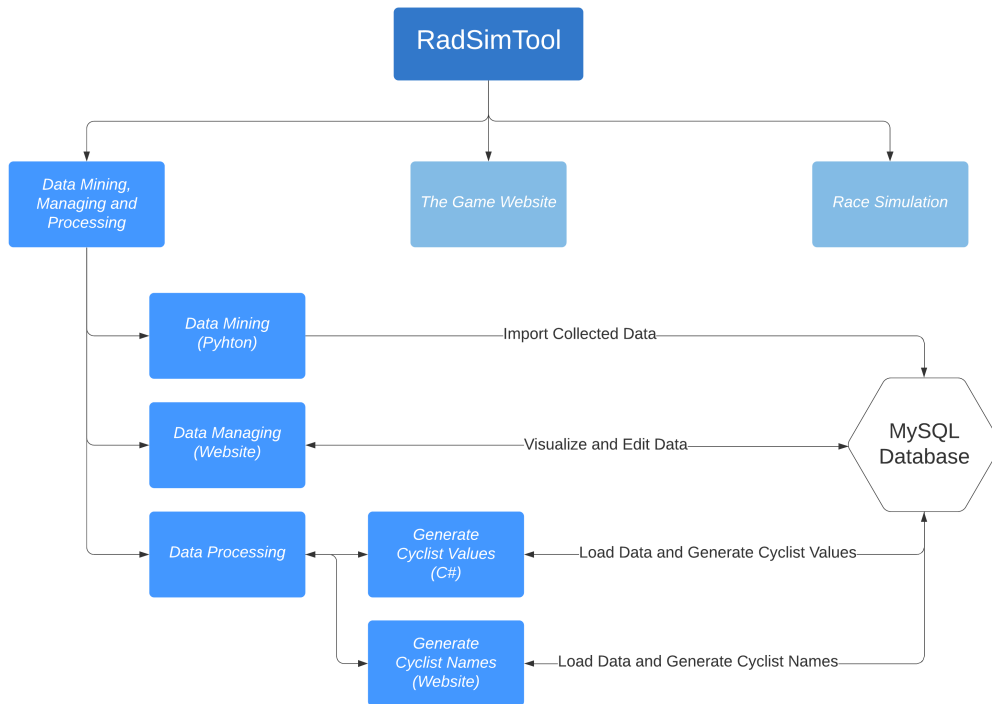 RadSimTool
Data Mining,
Managing and
Processing
The Game Website
Race Simulation
Data Mining
(Pyhton)
Import Collected Data
Data Managing
(Website)
Visualize and Edit Data
MySQL
Database
Data Processing
Generate
Cyclist Values
(C#)
Load Data and Generate Cyclist Values
Generate
Cyclist Names
(Website)
Load Data and Generate Cyclist Names